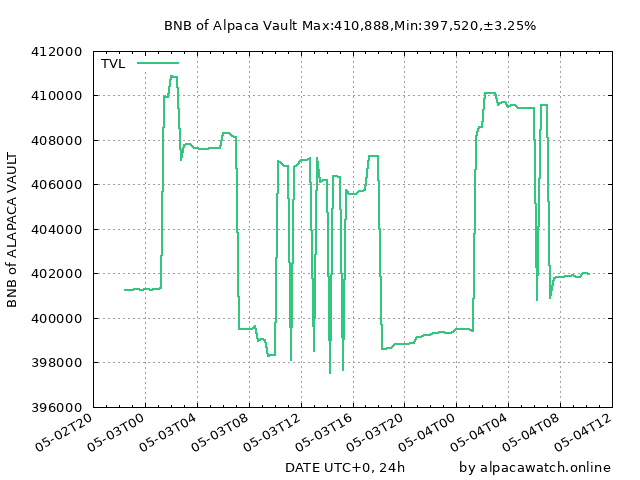 BNB of Alpaca Vault Max:410,888,Min:397,520,±3.25%
TVL
412000
410000
408000
406000
404000
402000
400000
398000
396000
BNB of ALAPACA VAULT
05-02T20
05-03T00
05-03T04
05-03T08
05-03T12
05-03T16
05-03T20
05-04T00
05-04T04
05-04T08
05-04T12
DATE UTC+0, 24h
by alpacawatch.online